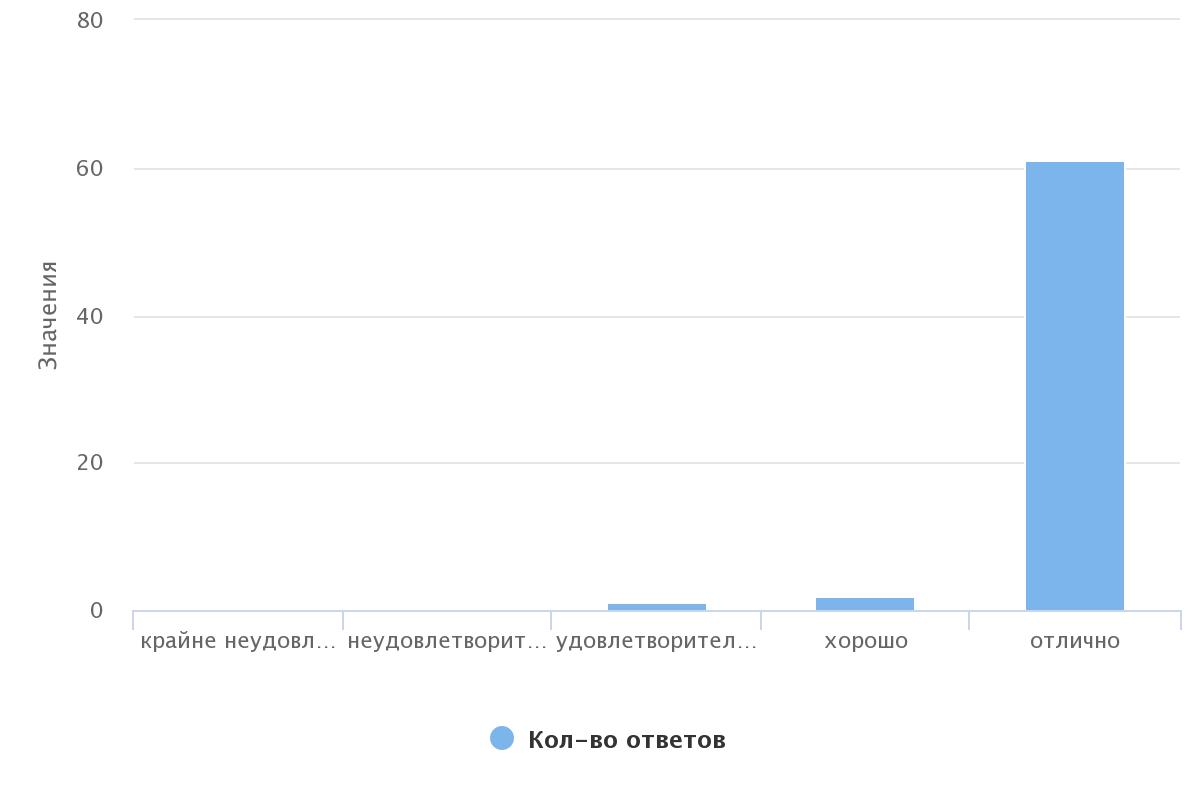 80
60
40
20
0
Значения
крайне неудовл...
неудовлетворит...
удовлетворител...
хорошо
отлично
Кол-во ответов